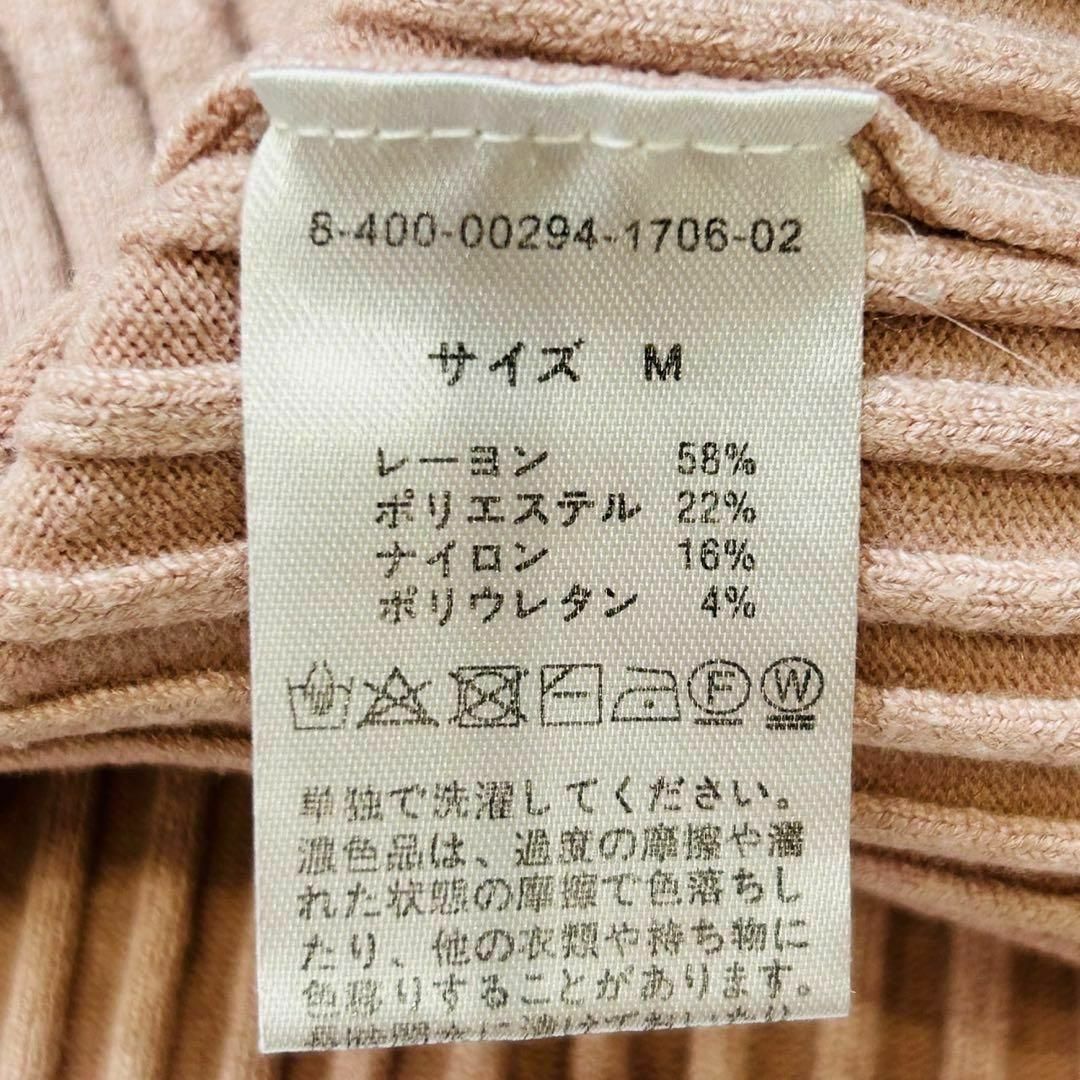 8-400-00294-1706-02
サイズ M
レーヨン 58%
ポリエステル 22%
ナイロン 16%
ポリウレタン 4%
F W
単独で洗濯してください。
濃色品は、過度の摩擦や濡
れた状態の摩擦で色落ちし
たり、他の衣類や持ち物に
色移りすることがあります。